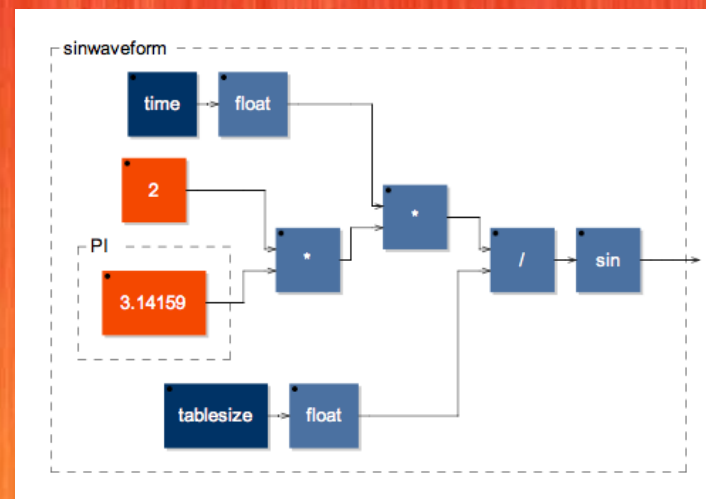 sinwaveform
time
float
2
*
*
PI
3.14159
/
sin
tablesize
float